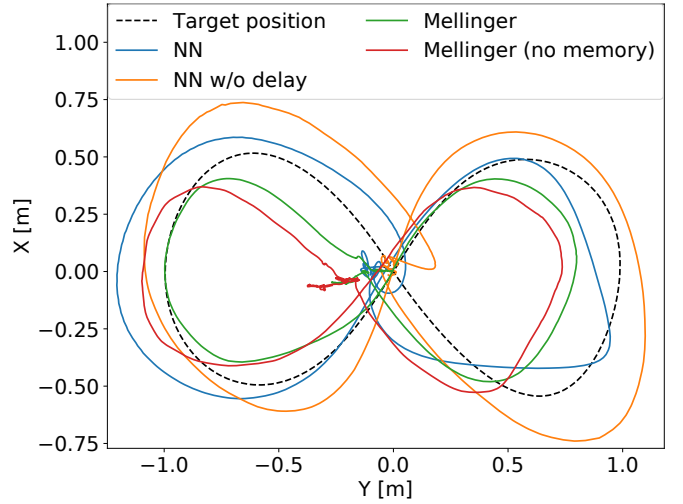 Target position
NN
NN w/o delay
Mellinger
Mellinger (no memory)
X [m]
1.00
0.75
0.50
0.25
0.00
−0.25
−0.50
−0.75
−1.0
−0.5
0.0
0.5
1.0
Y [m]